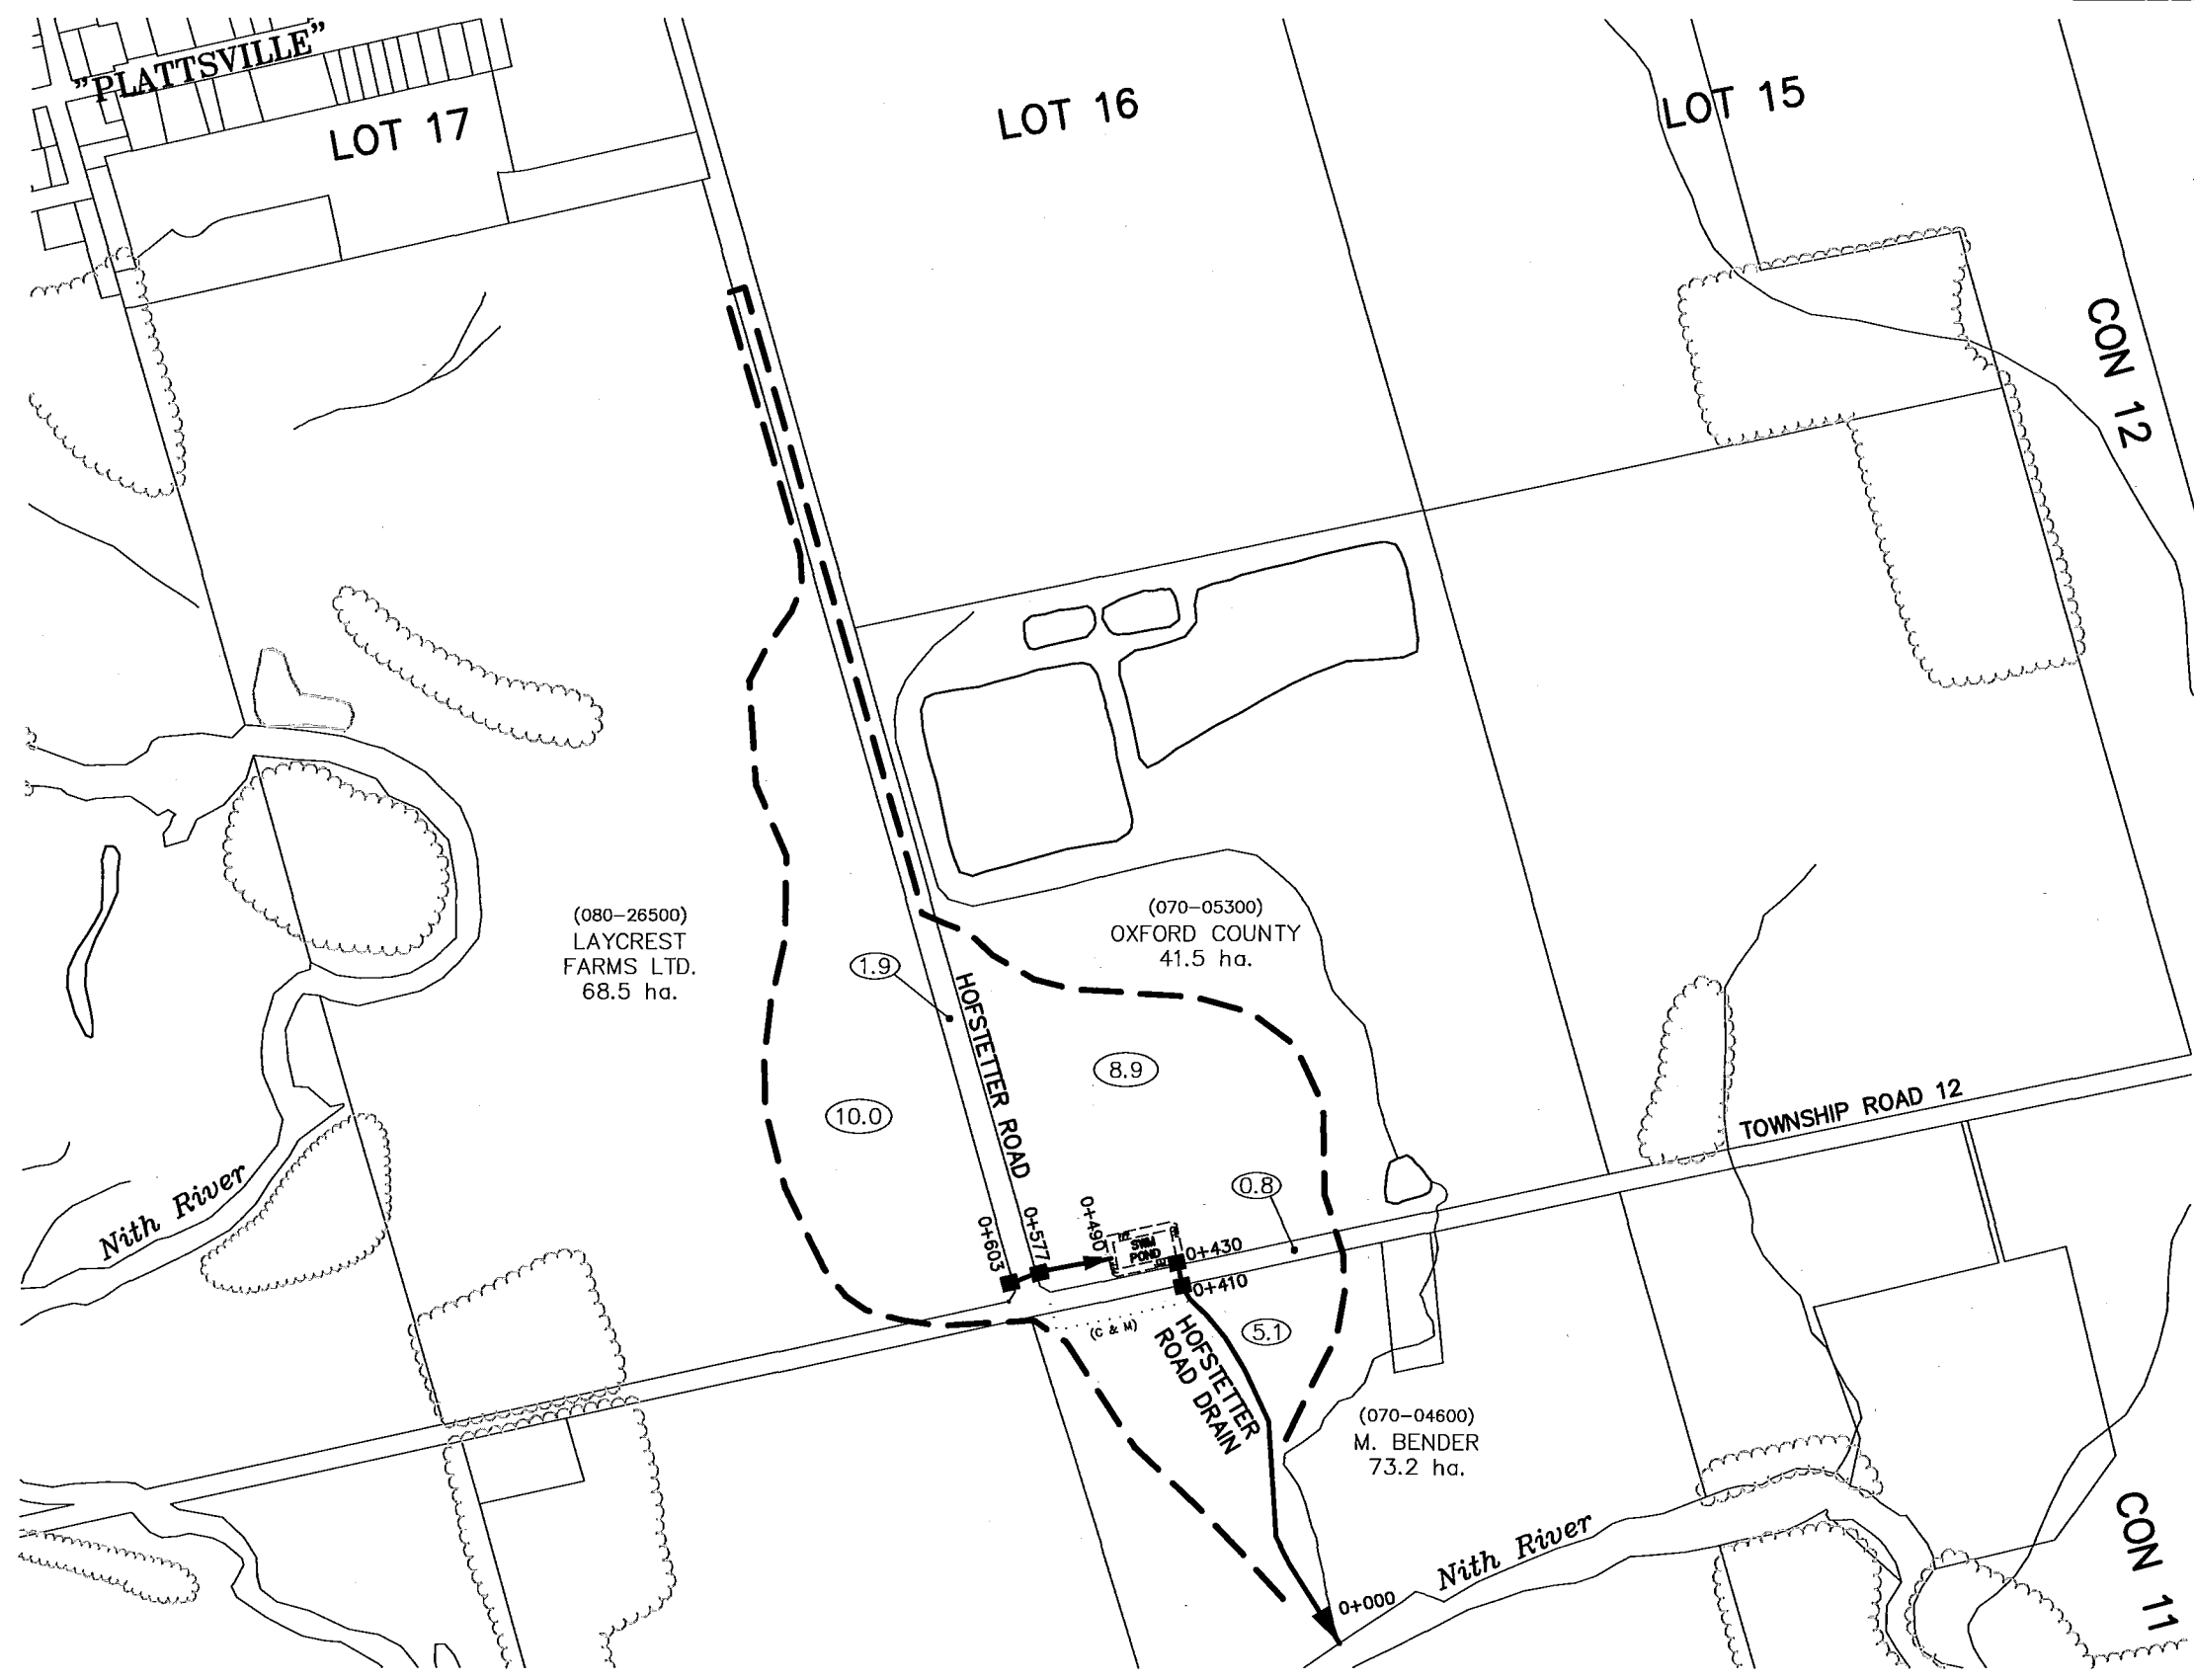 "PLATTSVILLE"
LOT 17
LOT 16
LOT 15
CON 12
(080-26500)
LAYCREST
FARMS LTD.
68.5 ha.
(070-05300)
OXFORD COUNTY
41.5 ha.
1.9
HOFSTETTER ROAD
8.9
10.0
TOWNSHIP ROAD 12
Nith River
0.8
0+603
0+577
0+490
SWM
POND
0+430
0+410
(C & M)
5.1
HOFSTETTER
ROAD DRAIN
(070-04600)
M. BENDER
73.2 ha.
Nith River
0+000
CON 11